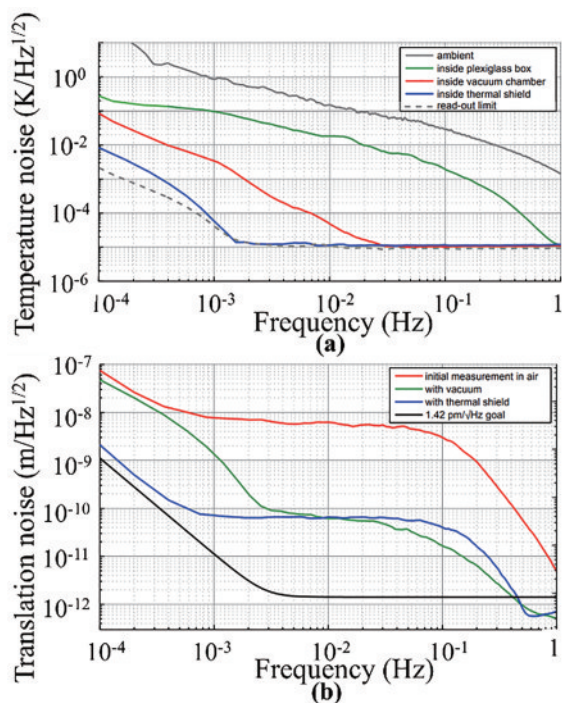 Temperature noise (K/Hz^1/2)
10^0
10^-2
10^-4
10^-6
ambient
inside plexiglass box
inside vacuum chamber
inside thermal shield
read-out limit
10^-4 10^-3 10^-2 10^-1 1
Frequency (Hz)
(a)
Translation noise (m/Hz^1/2)
10^-7
10^-8
10^-9
10^-10
10^-11
10^-12
initial measurement in air
with vacuum
with thermal shield
1.42 pm/√Hz goal
10^-4 10^-3 10^-2 10^-1 1
Frequency (Hz)
(b)